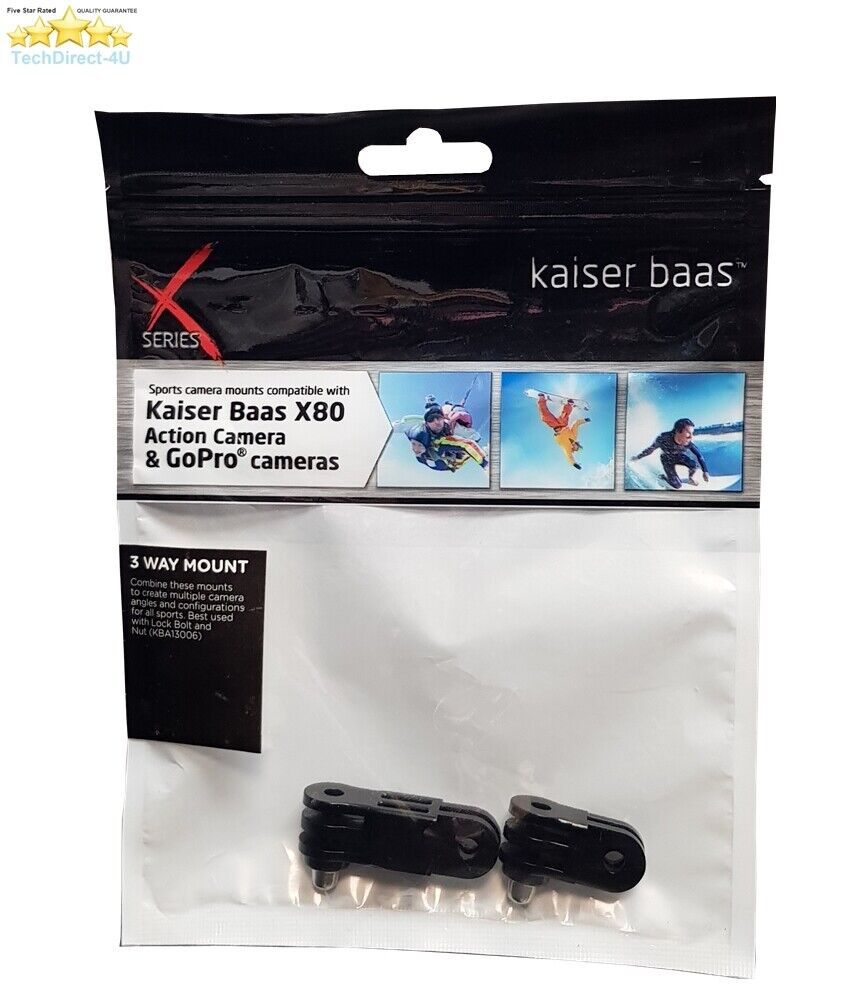 Five Star Rated QUALITY GUARANTEE
TechDirect-4U
X
SERIES
kaiser baas™
Sports camera mounts compatible with
Kaiser Baas X80
Action Camera
& GoPro® cameras
3 WAY MOUNT
Combine these mounts
to create multiple camera
angles and configurations
for all sports. Best used
with Lock Bolt and
Nut (KBA13006)